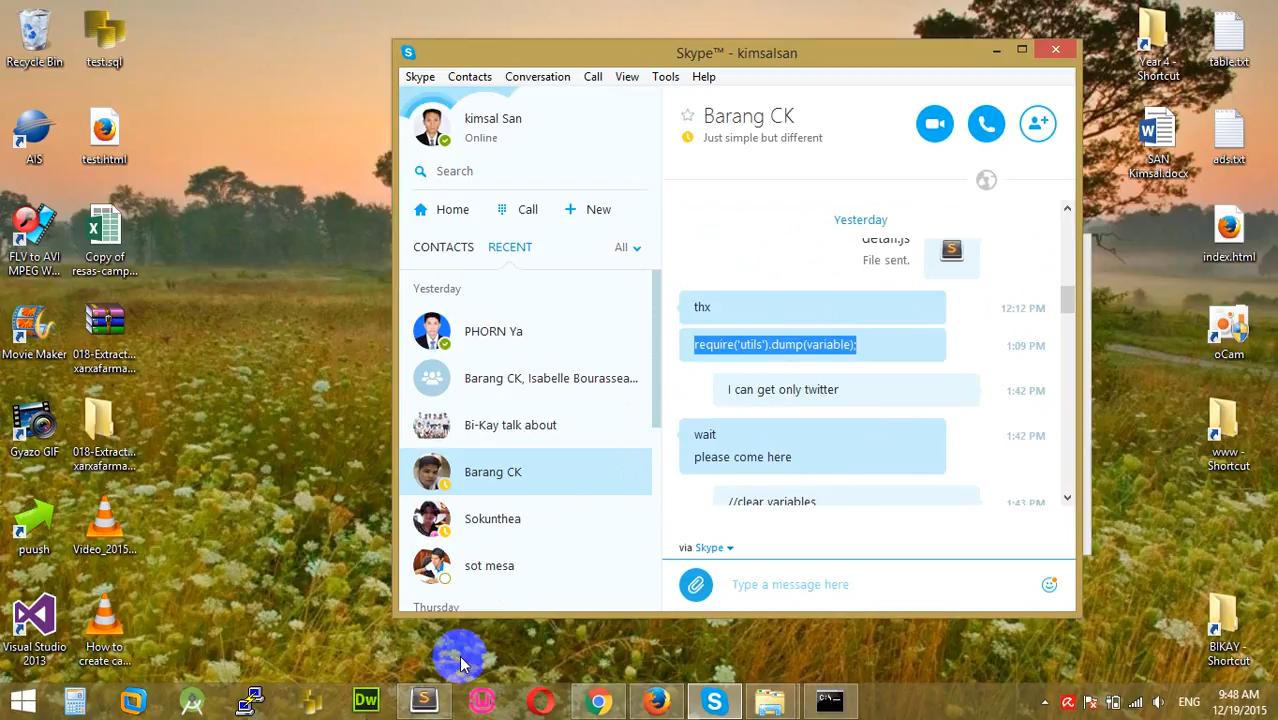 Recycle Bin
test.sql
AIS
test.html
FLV to AVI
MPEG W...
Copy of
resas-camp...
Movie Maker
018-Extract...
xarxafarma...
Gyazo GIF
018-Extract...
xarxafarma...
puush
Video_2015...
Visual Studio
2013
How to
create ca...
Skype™ - kimsalsan
Skype
Contacts
Conversation
Call
View
Tools
Help
kimsal San
Online
Search
Home
Call
New
CONTACTS
RECENT
All
Yesterday
PHORN Ya
Barang CK, Isabelle Bourassea...
Bi-Kay talk about
Barang CK
Sokunthea
sot mesa
Thursday
Barang CK
Just simple but different
Yesterday
detail.js
File sent.
thx
12:12 PM
require('utils').dump(variable);
1:09 PM
I can get only twitter
1:42 PM
wait
1:42 PM
please come here
//clear variables
1:43 PM
via Skype
Type a message here
Year 4 -
Shortcut
table.txt
SAN
Kimsal.docx
ads.txt
index.html
oCam
www -
Shortcut
BIKAY -
Shortcut
Dw
ENG
9:48 AM
12/19/2015